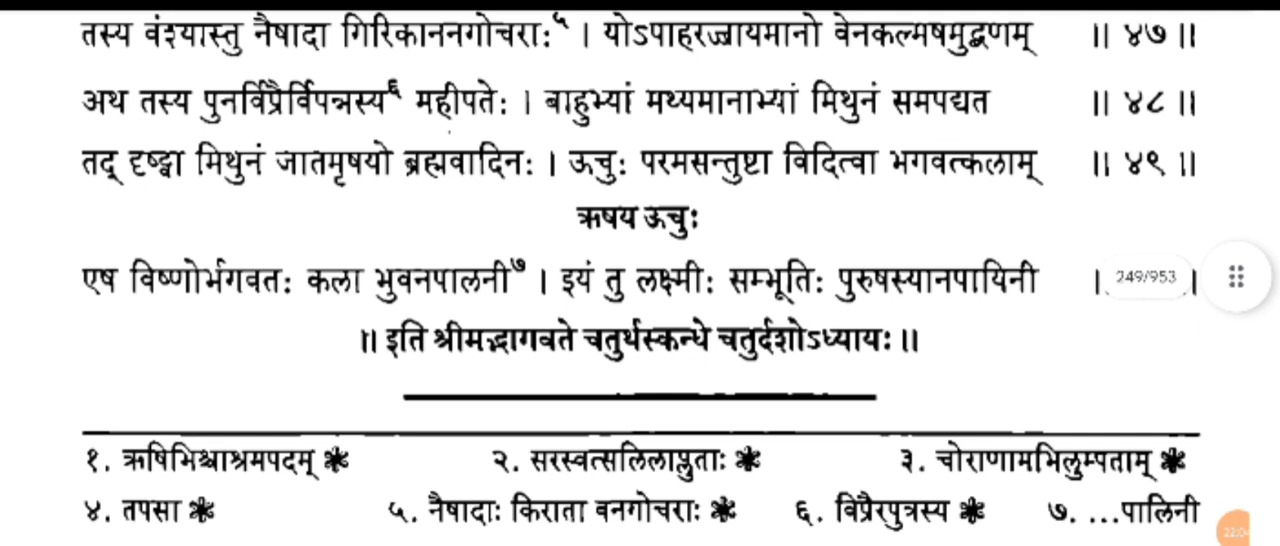 तस्य वंश्यास्तु नैषादा गिरिकाननगोचराः५ । योऽपाहरज्जायमानो वेनकल्मषमुद्बणम् ॥ ४७ ॥
अथ तस्य पुनर्विप्रैर्विपन्नस्य६ महीपतेः । बाहुभ्यां मथ्यमानाभ्यां मिथुनं समपद्यत ॥ ४८ ॥
तद् दृष्ट्वा मिथुनं जातमृषयो ब्रह्मवादिनः । ऊचुः परमसन्तुष्टा विदित्वा भगवत्कलाम् ॥ ४९ ॥
ऋषय ऊचुः
एष विष्णोर्भगवतः कला भुवनपालनी७ । इयं तु लक्ष्मीः सम्भूतिः पुरुषस्यानपायिनी
249/953
॥ इति श्रीमद्भागवते चतुर्थस्कन्धे चतुर्दशोऽध्यायः ॥
१. ऋषिभिश्चाश्रमपदम् ✽ २. सरस्वत्सलिलाप्लुताः ✽ ३. चोराणामभिलुम्पताम् ✽
४. तपसा ✽ ५. नैषादाः किराता वनगोचराः ✽ ६. विप्रैरपुत्रस्य ✽ ७. ...पालिनी